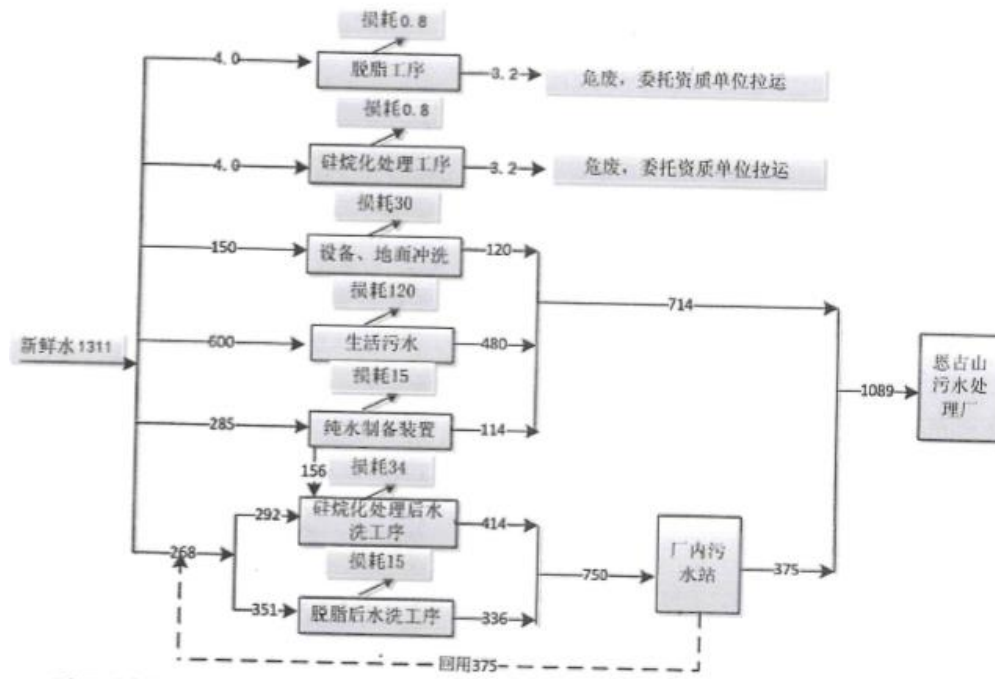 损耗0.8
4.0
脱脂工序
3.2
危废，委托资质单位拉运
损耗0.8
4.0
硅烷化处理工序
3.2
危废，委托资质单位拉运
损耗30
150
设备、地面冲洗
120
损耗120
714
新鲜水1311
600
生活污水
480
恩古山
污水处
理厂
损耗15
1089
285
纯水制备装置
114
156
损耗34
292
硅烷化处理后水
洗工序
414
268
厂内污
水站
损耗15
750
375
351
脱脂后水洗工序
336
回用375